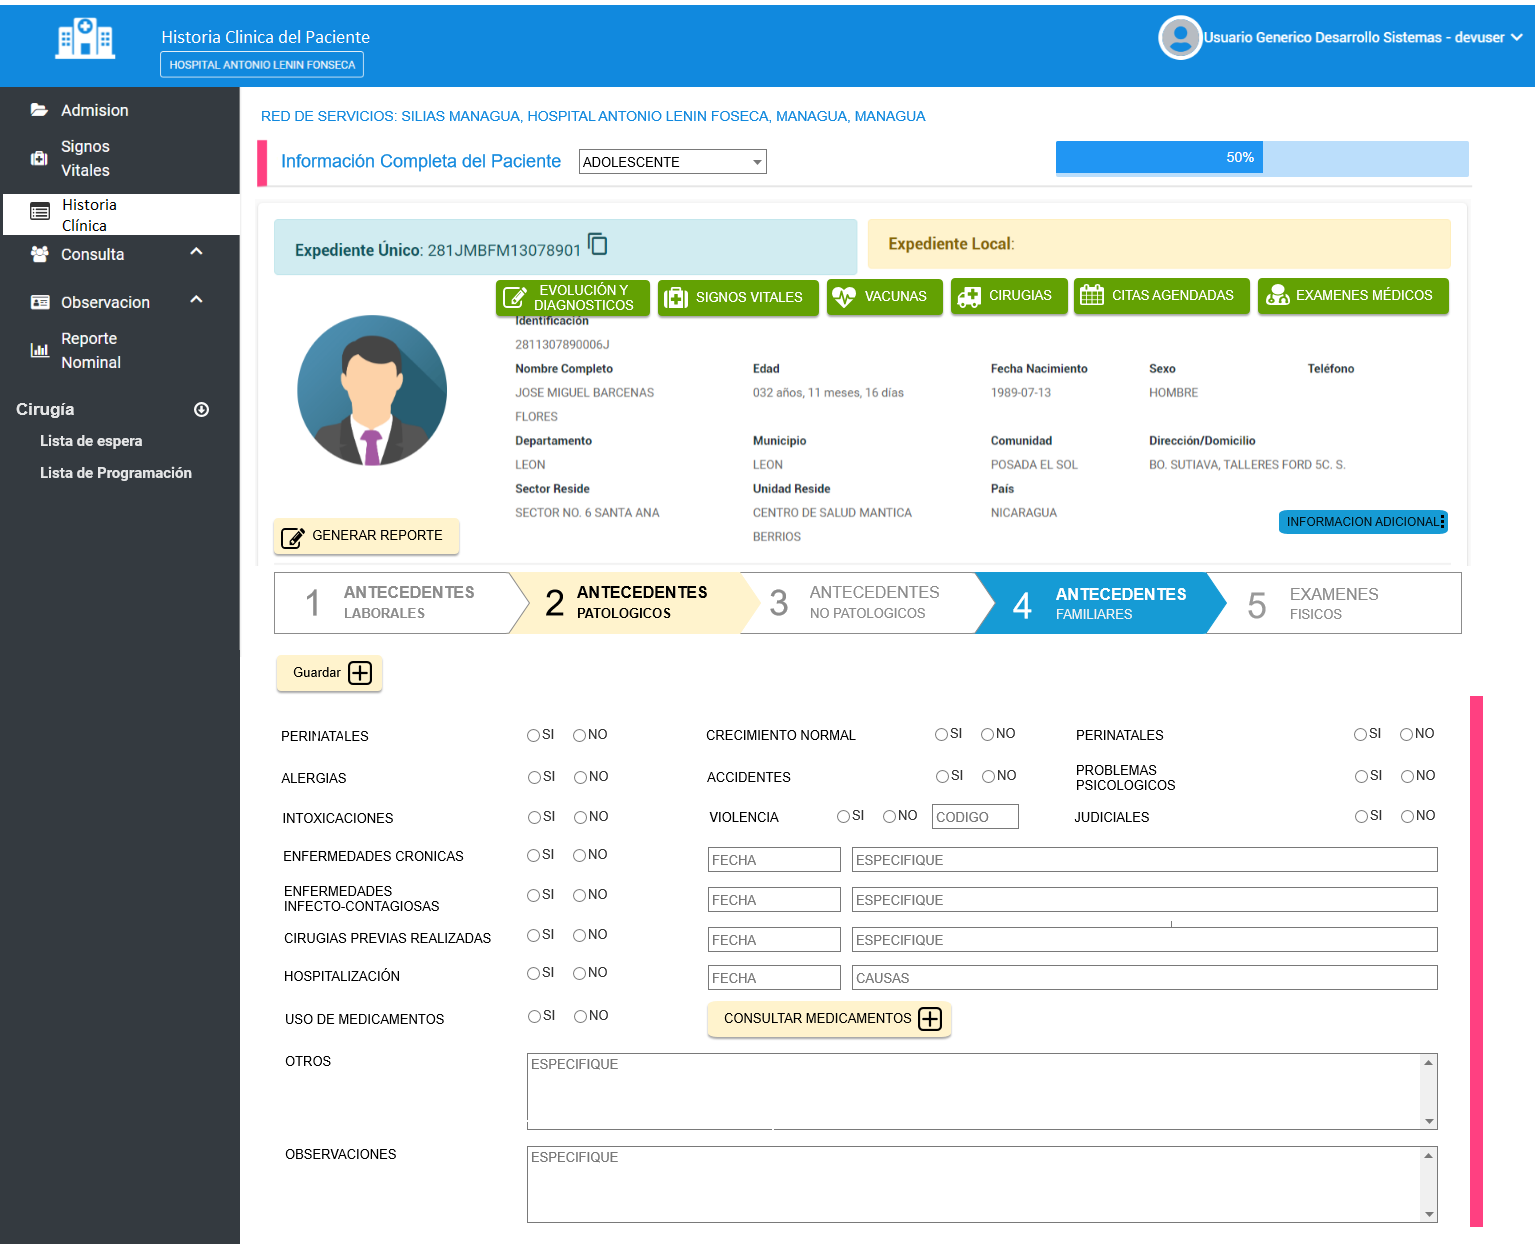 Historia Clinica del Paciente
HOSPITAL ANTONIO LENIN FONSECA
Usuario Generico Desarrollo Sistemas - devuser
Admision
Signos
Vitales
Historia
Clínica
Consulta
Observacion
Reporte
Nominal
Cirugía
Lista de espera
Lista de Programación
RED DE SERVICIOS: SILIAS MANAGUA, HOSPITAL ANTONIO LENIN FOSECA, MANAGUA, MANAGUA
Información Completa del Paciente
ADOLESCENTE
50%
Expediente Único: 281JMBFM13078901
Expediente Local:
EVOLUCIÓN Y
DIAGNOSTICOS
SIGNOS VITALES
VACUNAS
CIRUGIAS
CITAS AGENDADAS
EXAMENES MÉDICOS
Identificación
2811307890006J
Nombre Completo
Edad
Fecha Nacimiento
Sexo
Teléfono
JOSE MIGUEL BARCENAS
FLORES
032 años, 11 meses, 16 días
1989-07-13
HOMBRE
Departamento
Municipio
Comunidad
Dirección/Domicilio
LEON
LEON
POSADA EL SOL
BO. SUTIAVA, TALLERES FORD 5C. S.
Sector Reside
Unidad Reside
País
SECTOR NO. 6 SANTA ANA
CENTRO DE SALUD MANTICA
BERRIOS
NICARAGUA
INFORMACION ADICIONAL
GENERAR REPORTE
1 ANTECEDENTES
LABORALES
2 ANTECEDENTES
PATOLOGICOS
3 ANTECEDENTES
NO PATOLOGICOS
4 ANTECEDENTES
FAMILIARES
5 EXAMENES
FISICOS
Guardar
PERINATALES SI NO
CRECIMIENTO NORMAL SI NO
PERINATALES SI NO
ALERGIAS SI NO
ACCIDENTES SI NO
PROBLEMAS
PSICOLOGICOS SI NO
INTOXICACIONES SI NO
VIOLENCIA SI NO CODIGO
JUDICIALES SI NO
ENFERMEDADES CRONICAS SI NO FECHA ESPECIFIQUE
ENFERMEDADES
INFECTO-CONTAGIOSAS SI NO FECHA ESPECIFIQUE
CIRUGIAS PREVIAS REALIZADAS SI NO FECHA ESPECIFIQUE
HOSPITALIZACIÓN SI NO FECHA CAUSAS
USO DE MEDICAMENTOS SI NO CONSULTAR MEDICAMENTOS
OTROS ESPECIFIQUE
OBSERVACIONES ESPECIFIQUE